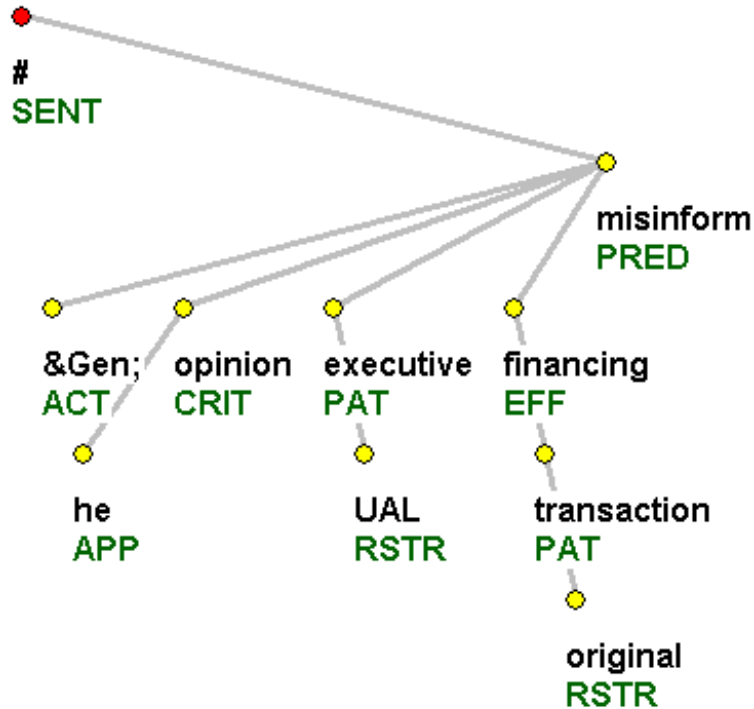 #
SENT
misinform
PRED
&Gen; opinion executive financing
ACT CRIT PAT EFF
he UAL transaction
APP RSTR PAT
original
RSTR